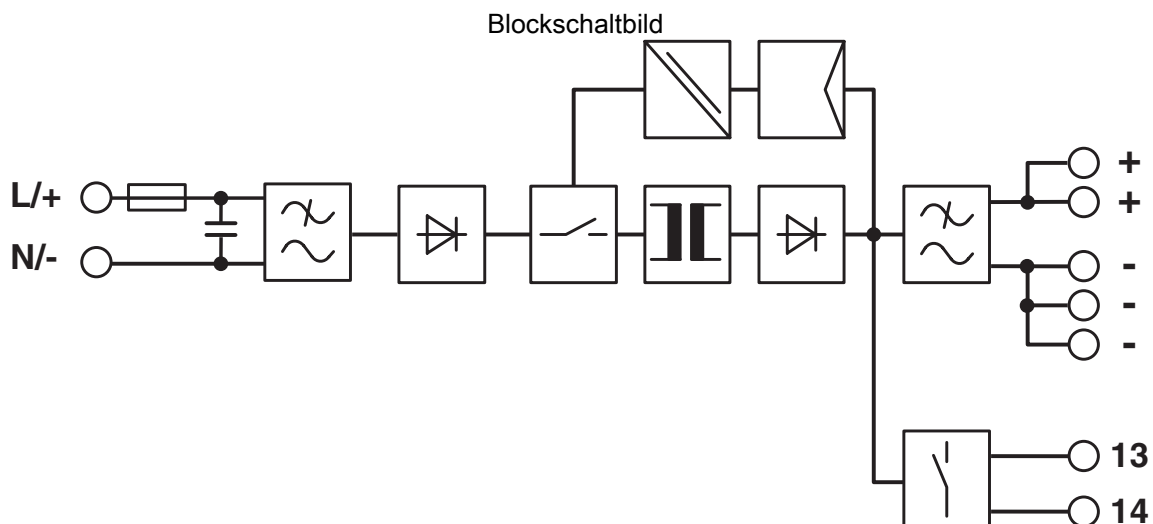 Blockschaltbild
L/+
N/-
+
+
-
-
-
13
14